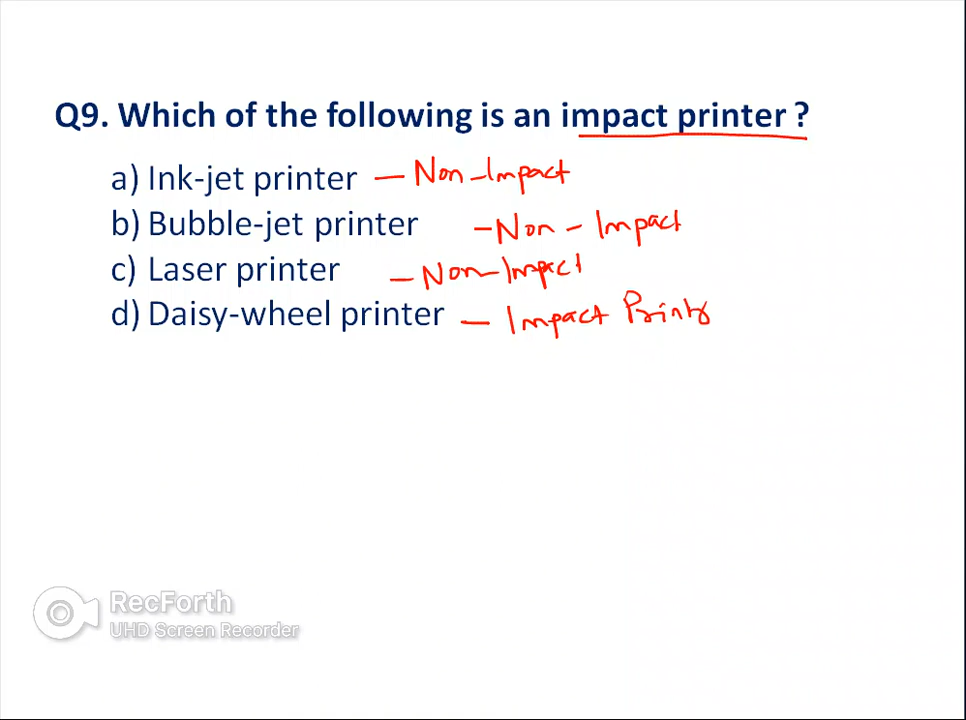 Q9. Which of the following is an impact printer ?
a) Ink-jet printer – Non-Impact
b) Bubble-jet printer – Non-Impact
c) Laser printer – Non-Impact
d) Daisy-wheel printer – Impact
RecForth
UHD Screen Recorder